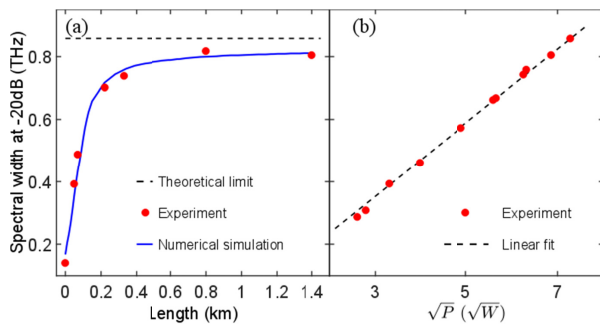 (a)
(b)
Spectral width at -20dB (THz)
0.8
0.6
0.4
0.2
Theoretical limit
Experiment
Numerical simulation
Experiment
Linear fit
0 0.2 0.4 0.6 0.8 1 1.2 1.4
3 5 7
Length (km)
√P (√W)